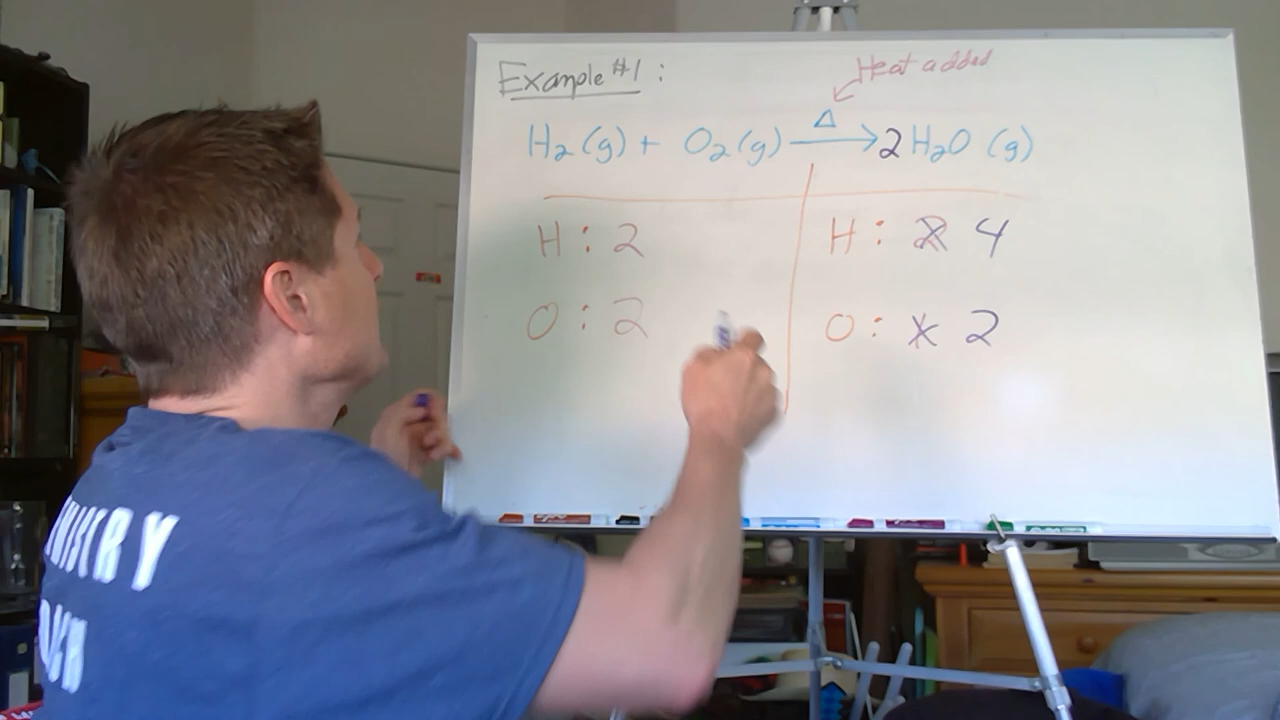 Example #1:
Heat added
Δ
H₂(g) + O₂(g) → 2 H₂O (g)
H : 2
H : 2 4
O : 2
O : 1 2